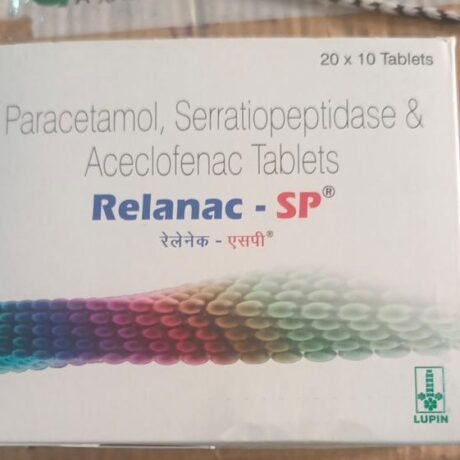 20 x 10 Tablets
Paracetamol, Serratiopeptidase &
Aceclofenac Tablets
Relanac - SP®
रेलेनेक - एसपी®
LUPIN